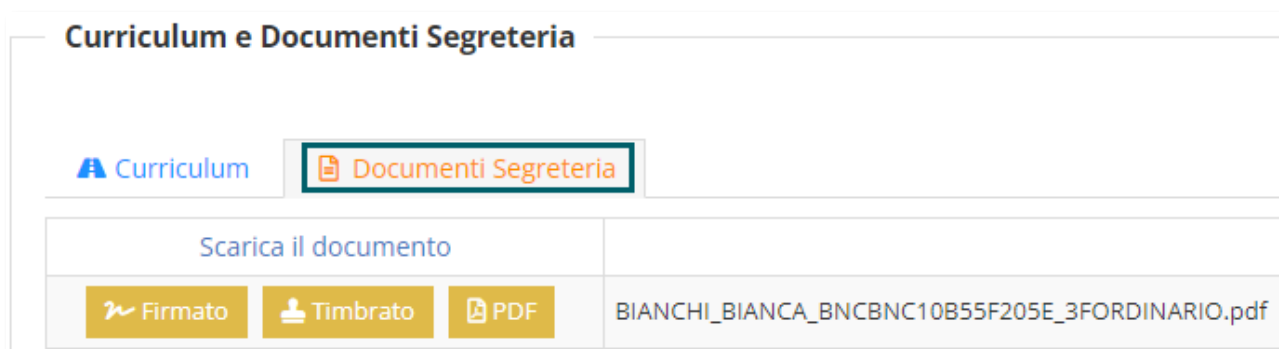 Curriculum e Documenti Segreteria
Curriculum Documenti Segreteria
Scarica il documento
Firmato Timbrato PDF BIANCHI_BIANCA_BNCBNC10B55F205E_3FORDINARIO.pdf